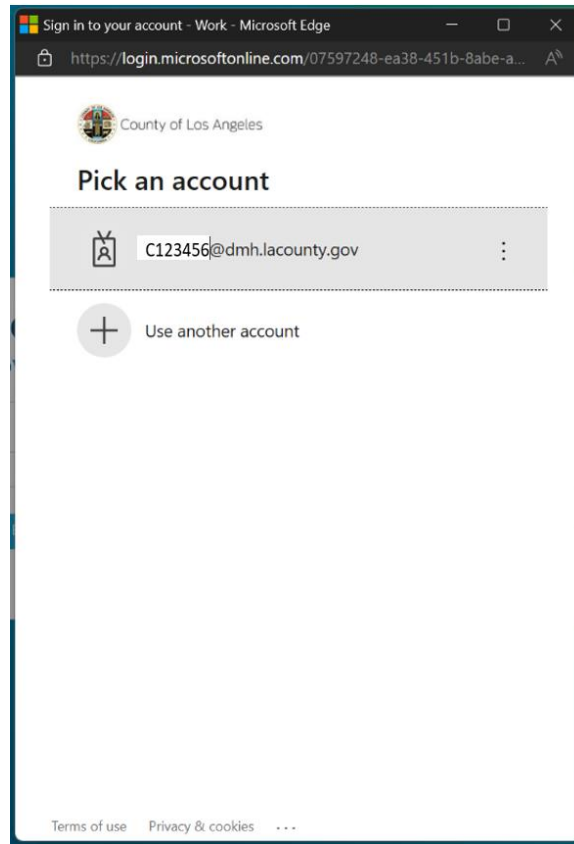 Sign in to your account - Work - Microsoft Edge
https://login.microsoftonline.com/07597248-ea38-451b-8abe-a...
County of Los Angeles
Pick an account
C123456@dmh.lacounty.gov
Use another account
Terms of use Privacy & cookies ...